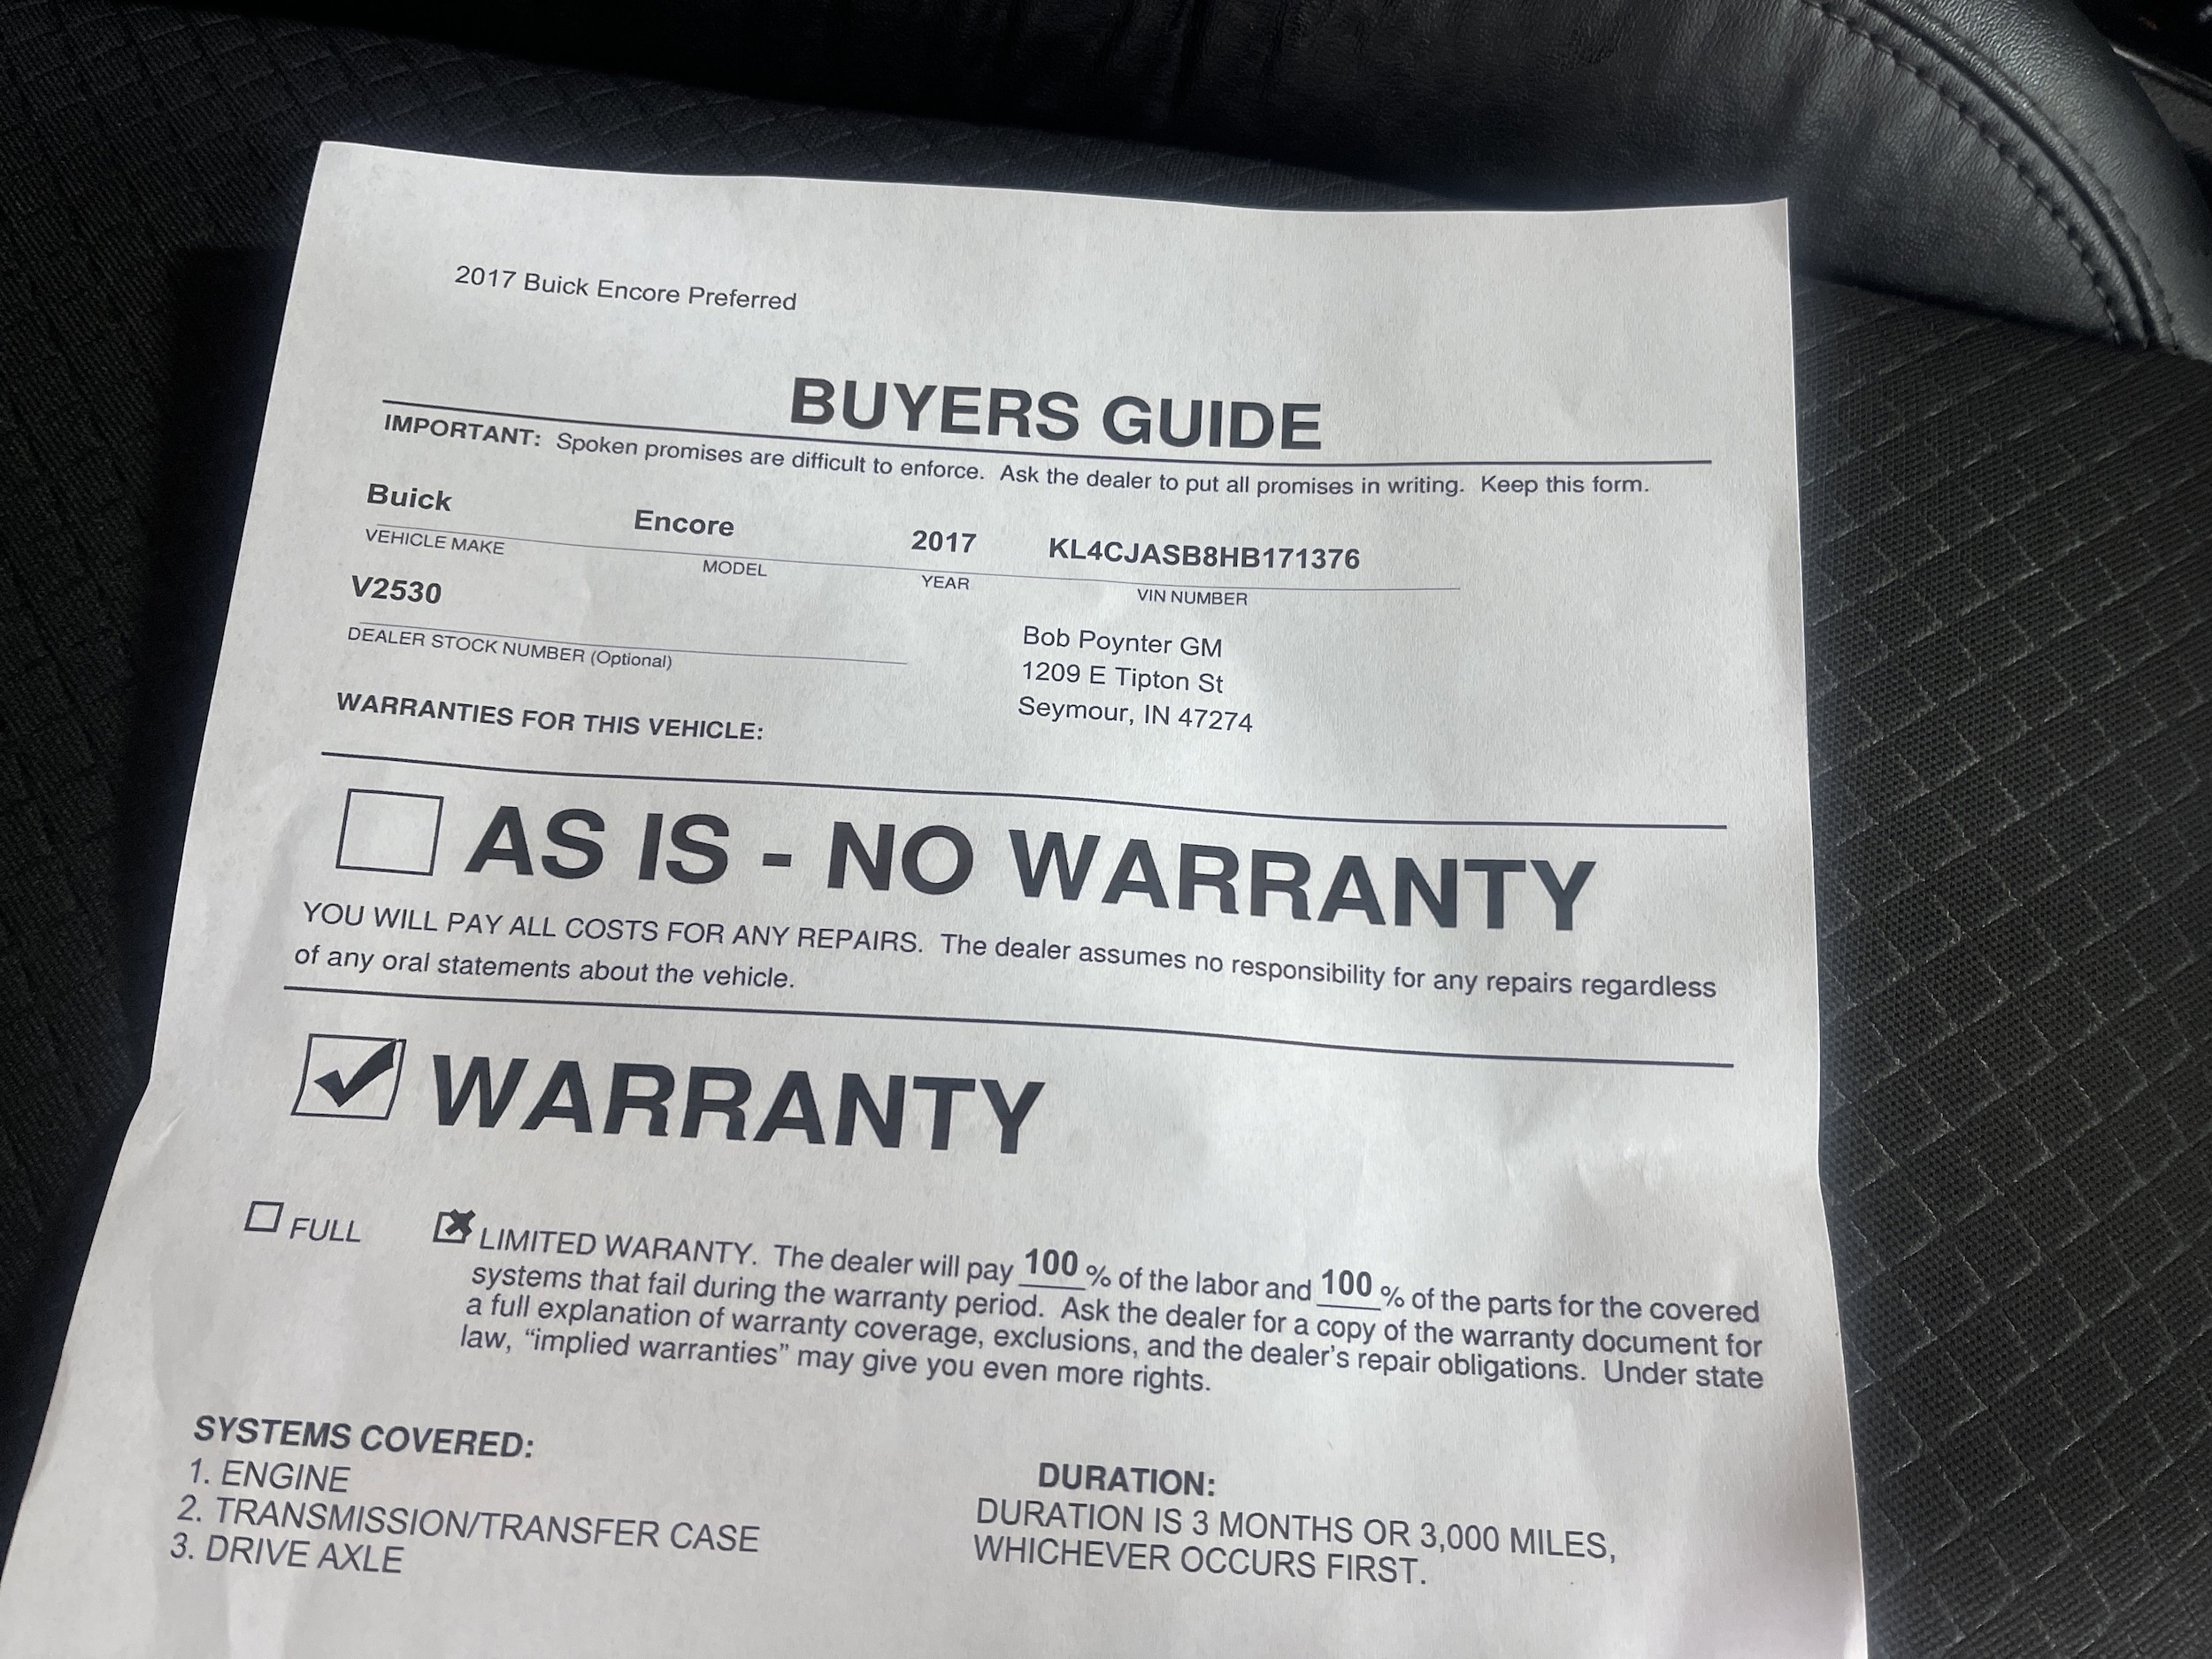 2017 Buick Encore Preferred
BUYERS GUIDE
IMPORTANT: Spoken promises are difficult to enforce. Ask the dealer to put all promises in writing. Keep this form.
Buick Encore 2017 KL4CJASB8HB171376
VEHICLE MAKE MODEL YEAR VIN NUMBER
V2530
DEALER STOCK NUMBER (Optional)
Bob Poynter GM
1209 E Tipton St
Seymour, IN 47274
WARRANTIES FOR THIS VEHICLE:
AS IS - NO WARRANTY
YOU WILL PAY ALL COSTS FOR ANY REPAIRS. The dealer assumes no responsibility for any repairs regardless
of any oral statements about the vehicle.
WARRANTY
FULL LIMITED WARANTY. The dealer will pay 100 % of the labor and 100 % of the parts for the covered
systems that fail during the warranty period. Ask the dealer for a copy of the warranty document for
a full explanation of warranty coverage, exclusions, and the dealer's repair obligations. Under state
law, “implied warranties” may give you even more rights.
SYSTEMS COVERED:
1. ENGINE
2. TRANSMISSION/TRANSFER CASE
3. DRIVE AXLE
DURATION:
DURATION IS 3 MONTHS OR 3,000 MILES,
WHICHEVER OCCURS FIRST.